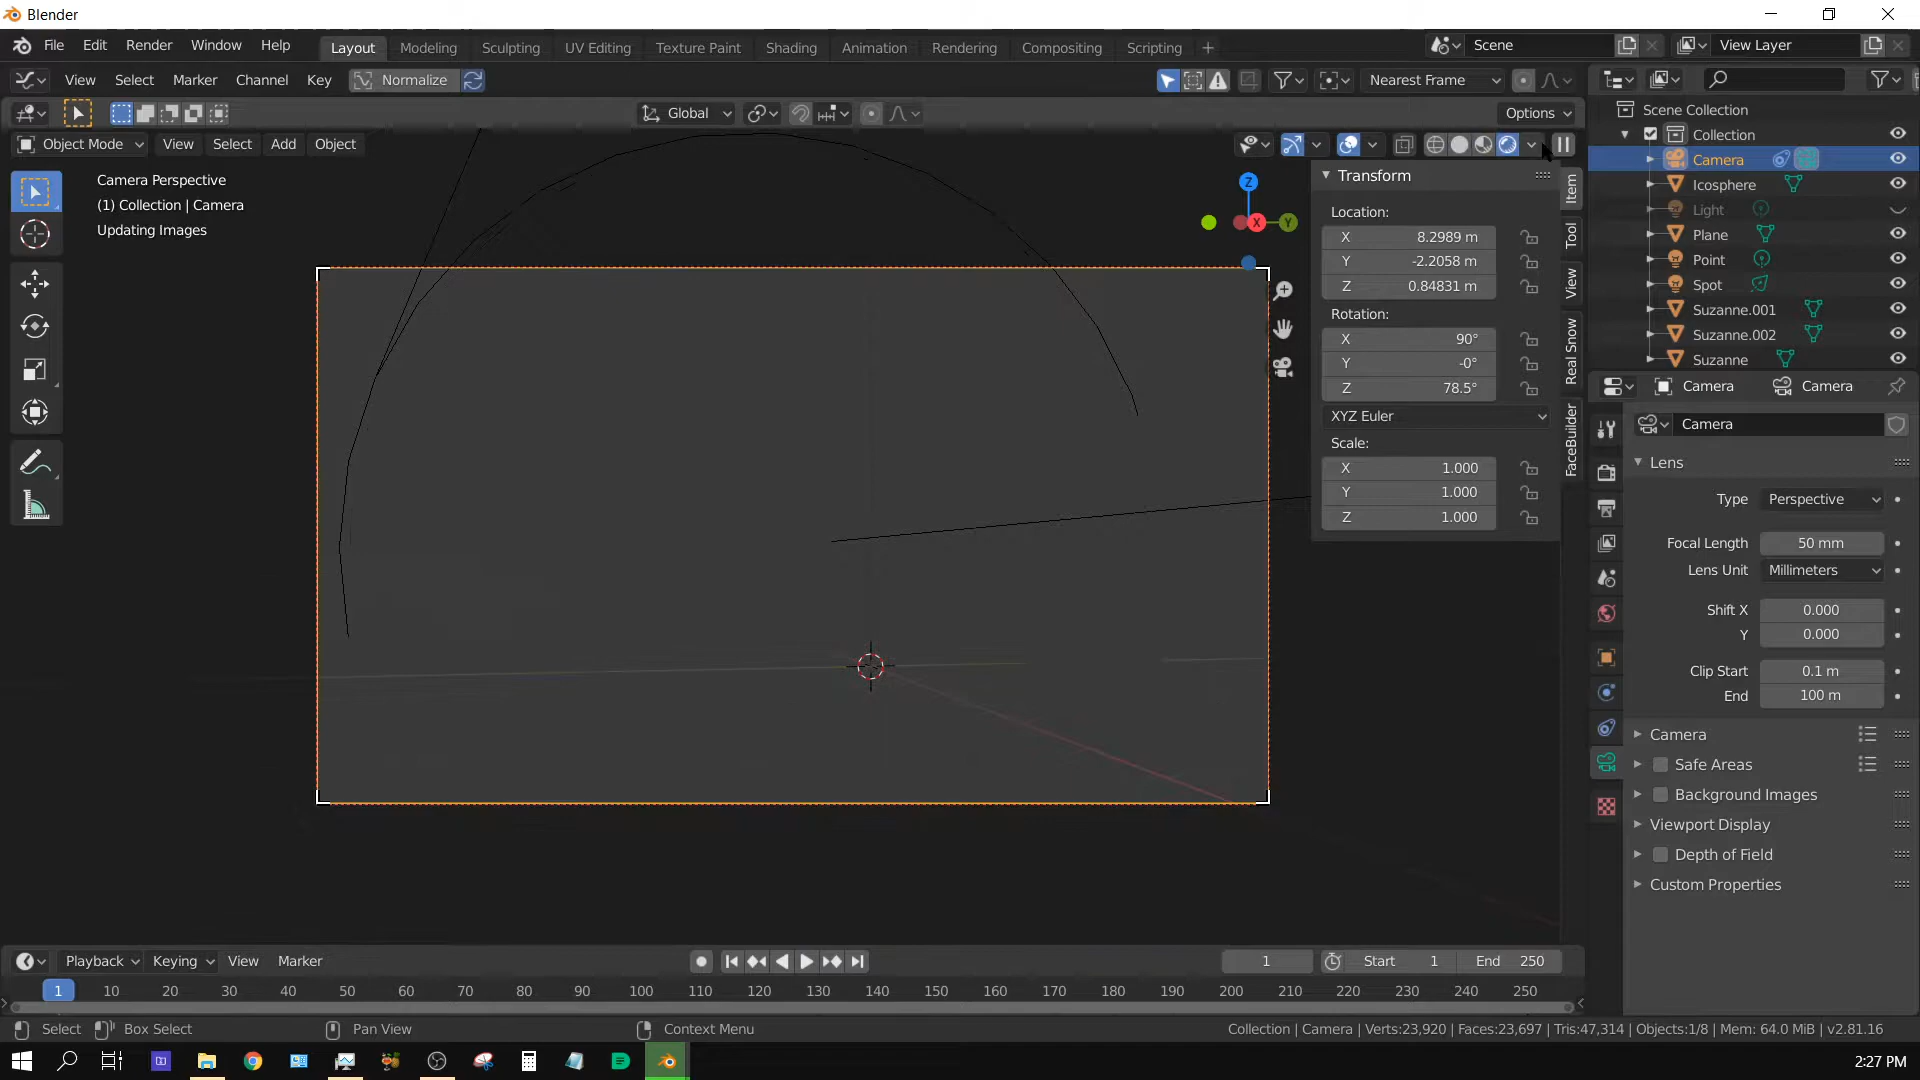 Blender
File Edit Render Window Help Layout Modeling Sculpting UV Editing Texture Paint Shading Animation Rendering Compositing Scripting + Scene View Layer
View Select Marker Channel Key Normalize Nearest Frame
Global Options
Object Mode View Select Add Object
Camera Perspective
(1) Collection | Camera
Updating Images
Z
X
Y
Transform
Location:
X 8.2989 m
Y -2.2058 m
Z 0.84831 m
Rotation:
X 90°
Y -0°
Z 78.5°
XYZ Euler
Scale:
X 1.000
Y 1.000
Z 1.000
Item
Tool
View
Real Snow
FaceBuilder
Scene Collection
Collection
Camera
Icosphere
Light
Plane
Point
Spot
Suzanne.001
Suzanne.002
Suzanne
Camera Camera
Camera
Lens
Type Perspective
Focal Length 50 mm
Lens Unit Millimeters
Shift X 0.000
Y 0.000
Clip Start 0.1 m
End 100 m
Camera
Safe Areas
Background Images
Viewport Display
Depth of Field
Custom Properties
Playback Keying View Marker 1 Start 1 End 250
1 10 20 30 40 50 60 70 80 90 100 110 120 130 140 150 160 170 180 190 200 210 220 230 240 250
Select Box Select Pan View Context Menu Collection | Camera | Verts:23,920 | Faces:23,697 | Tris:47,314 | Objects:1/8 | Mem: 64.0 MiB | v2.81.16
2:27 PM